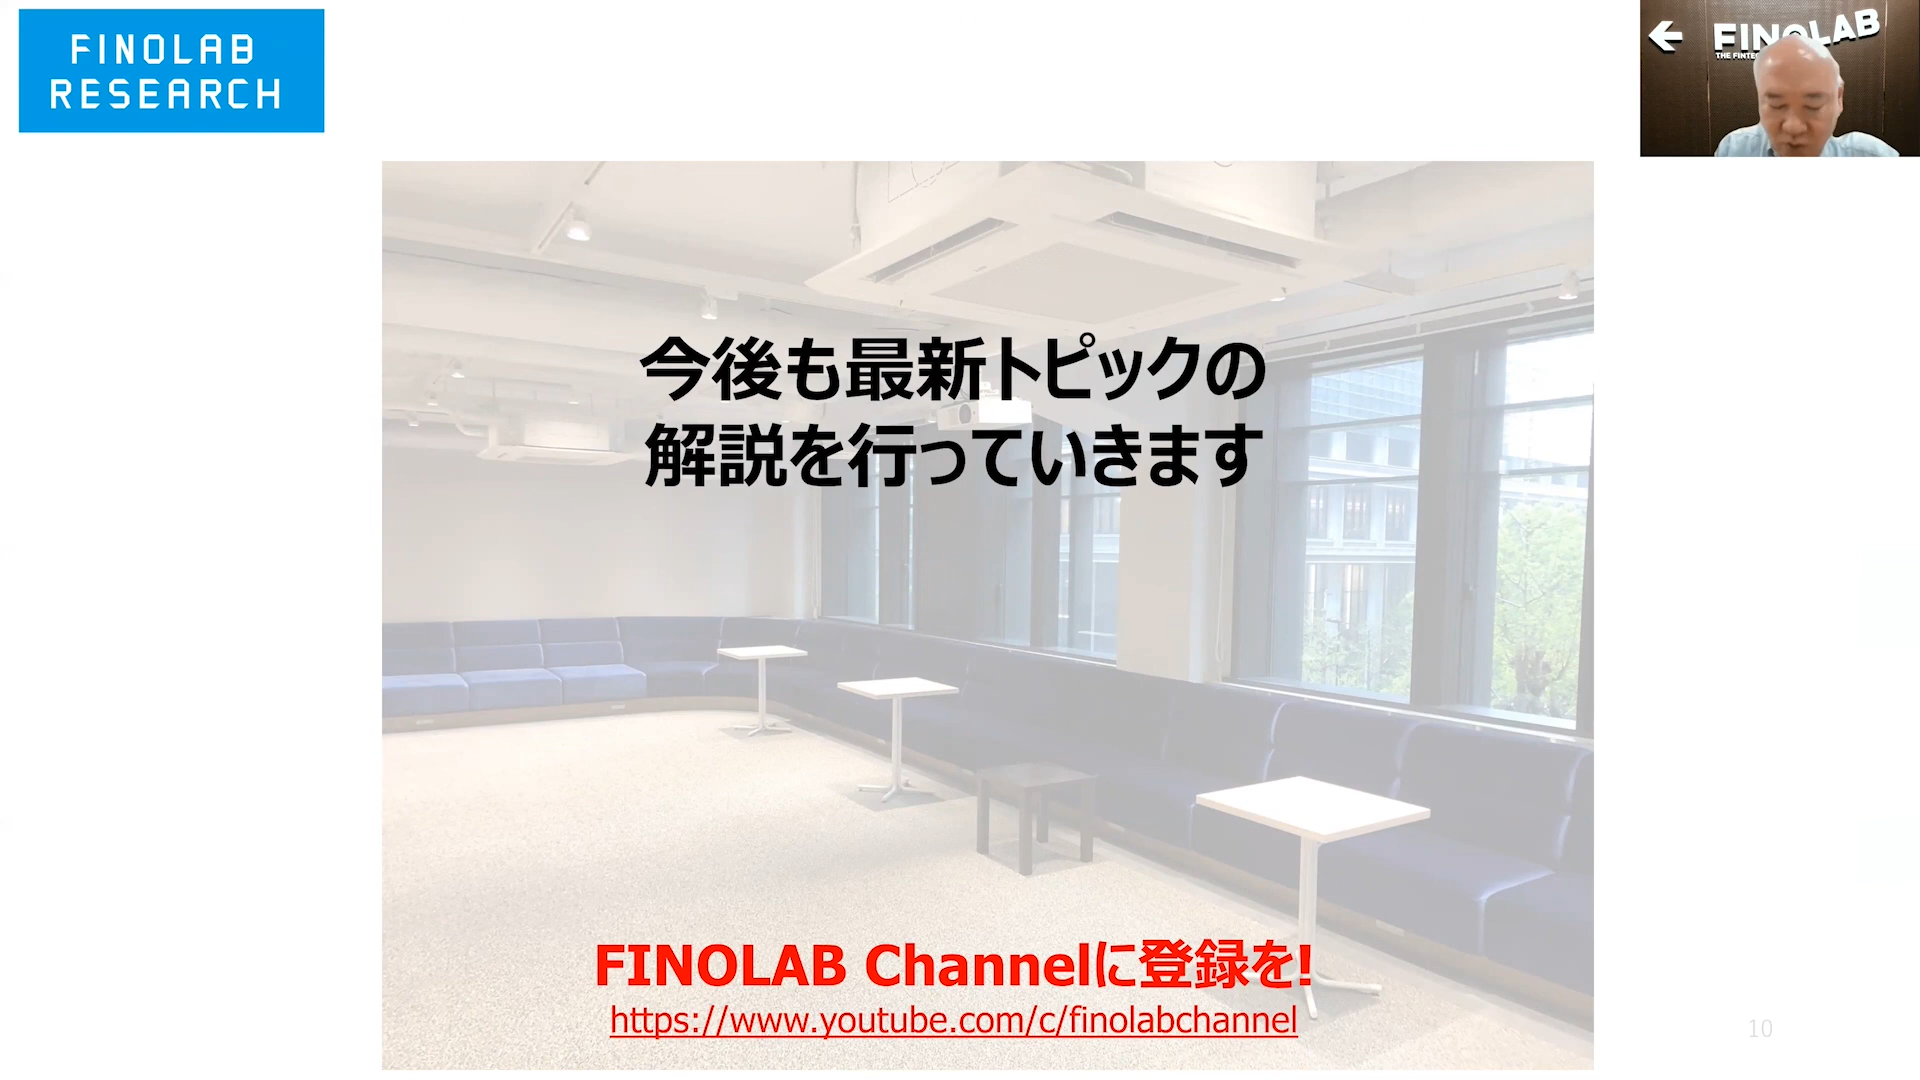 FINOLAB
RESEARCH
FINOLAB
今後も最新トピックの
解説を行っていきます
FINOLAB Channelに登録を!
https://www.youtube.com/c/finolabchannel
10